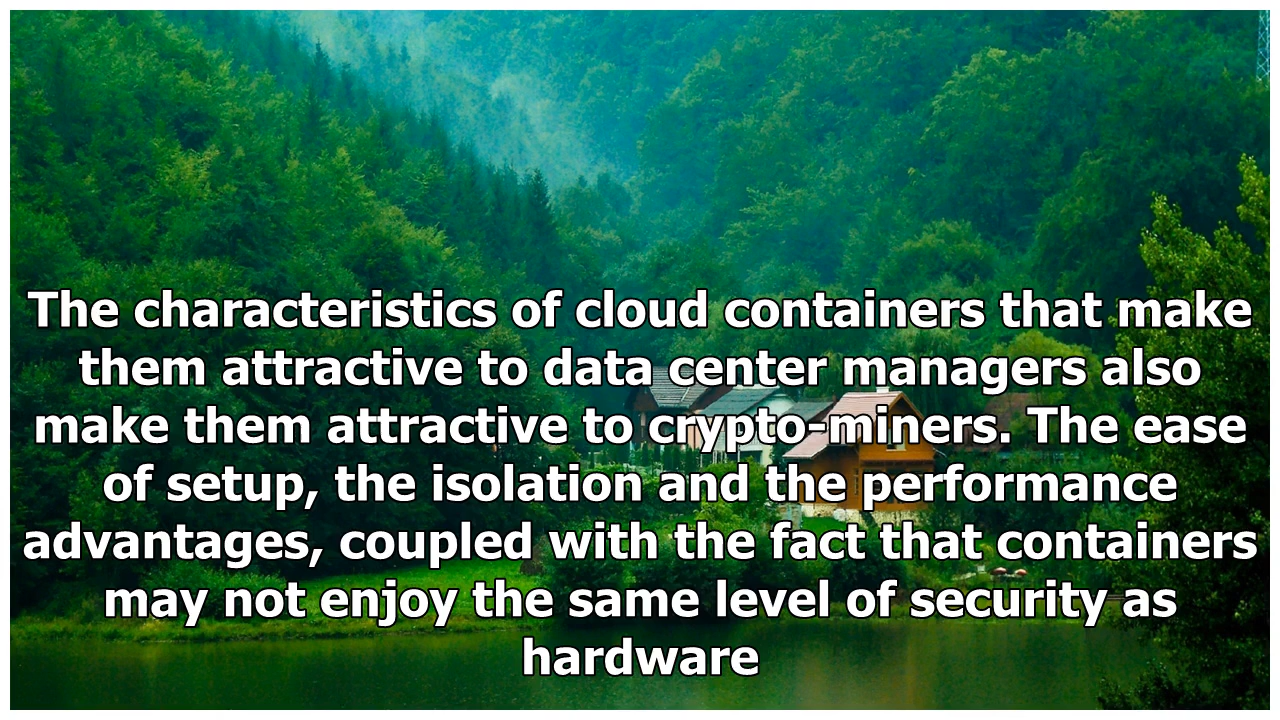 The characteristics of cloud containers that make
them attractive to data center managers also
make them attractive to crypto-miners. The ease
of setup, the isolation and the performance
advantages, coupled with the fact that containers
may not enjoy the same level of security as
hardware